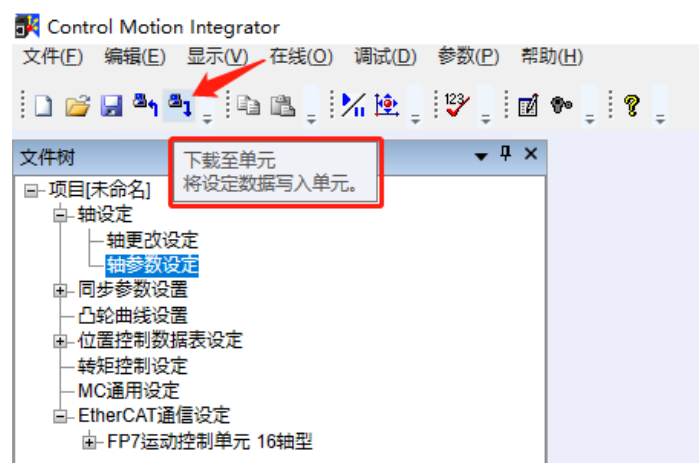 Control Motion Integrator
文件(F) 编辑(E) 显示(V) 在线(O) 调试(D) 参数(P) 帮助(H)
123
文件树
下载至单元
将设定数据写入单元。
项目[未命名]
轴设定
轴更改设定
轴参数设定
同步参数设置
凸轮曲线设置
位置控制数据表设定
转矩控制设定
MC通用设定
EtherCAT通信设定
FP7运动控制单元 16轴型